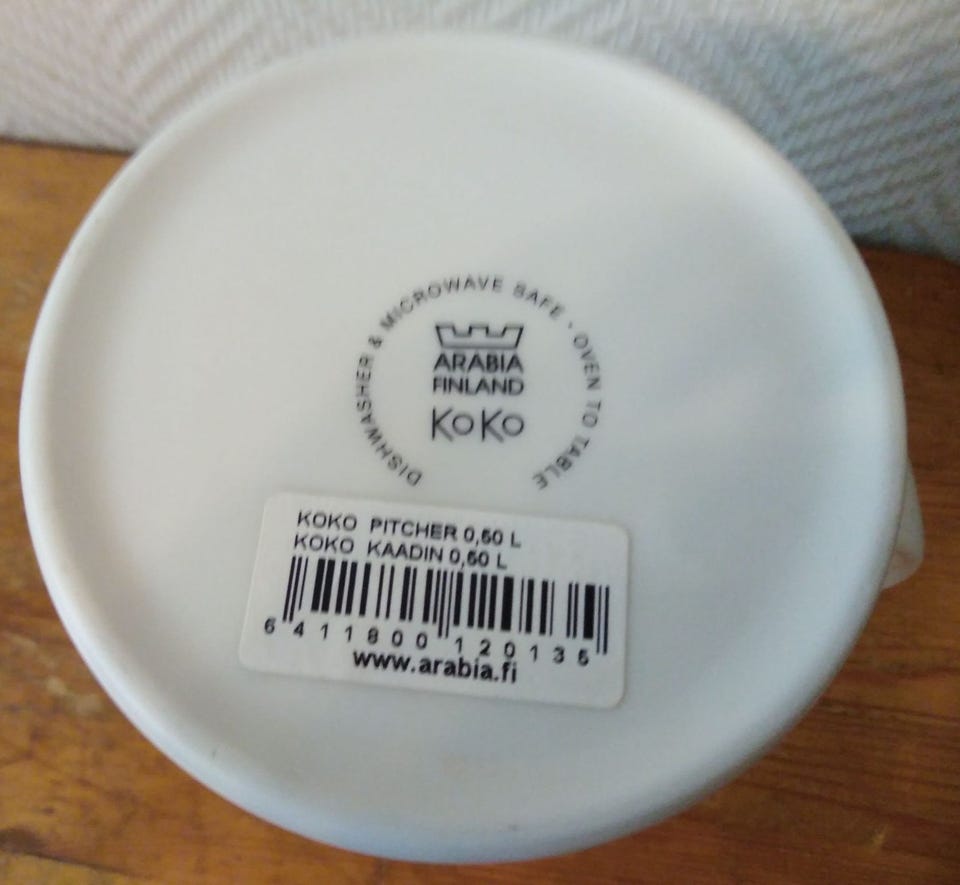 DISHWASHER & MICROWAVE SAFE · OVEN TO TABLE
ARABIA
FINLAND
KoKo
KOKO PITCHER 0,50 L
KOKO KAADIN 0,50 L
6 411800 120135
www.arabia.fi